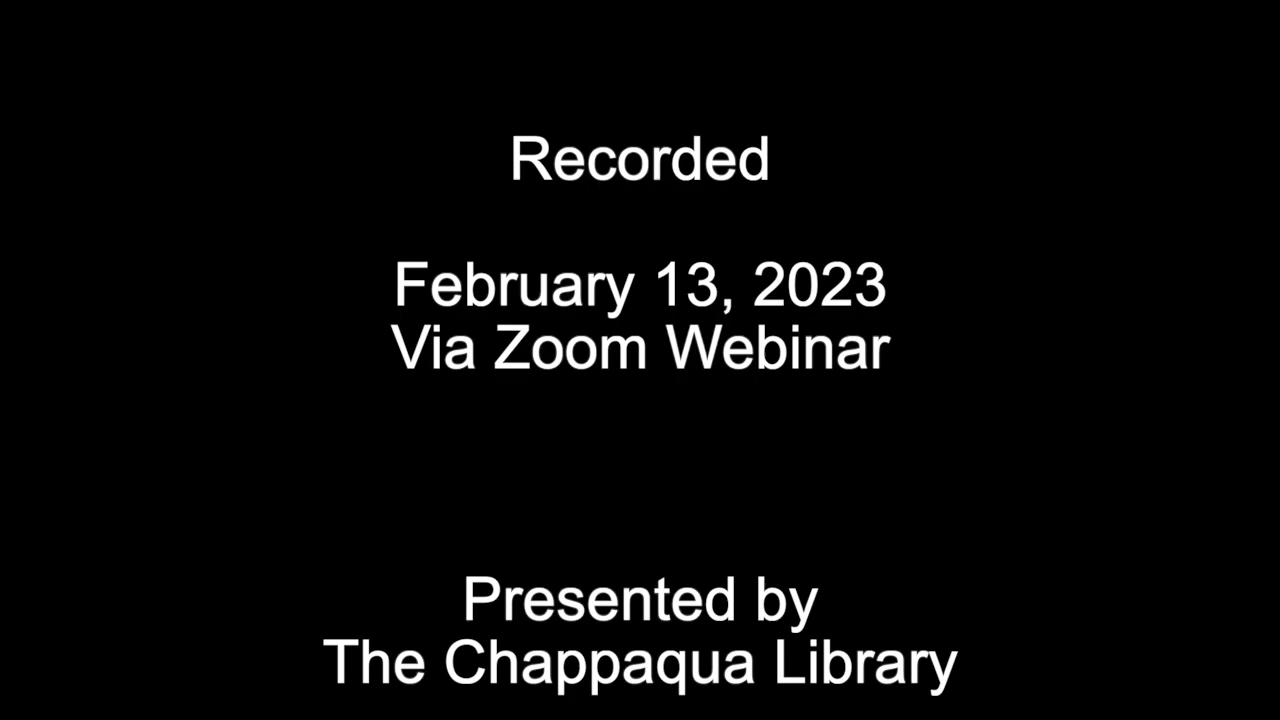 Recorded
February 13, 2023
Via Zoom Webinar
Presented by
The Chappaqua Library